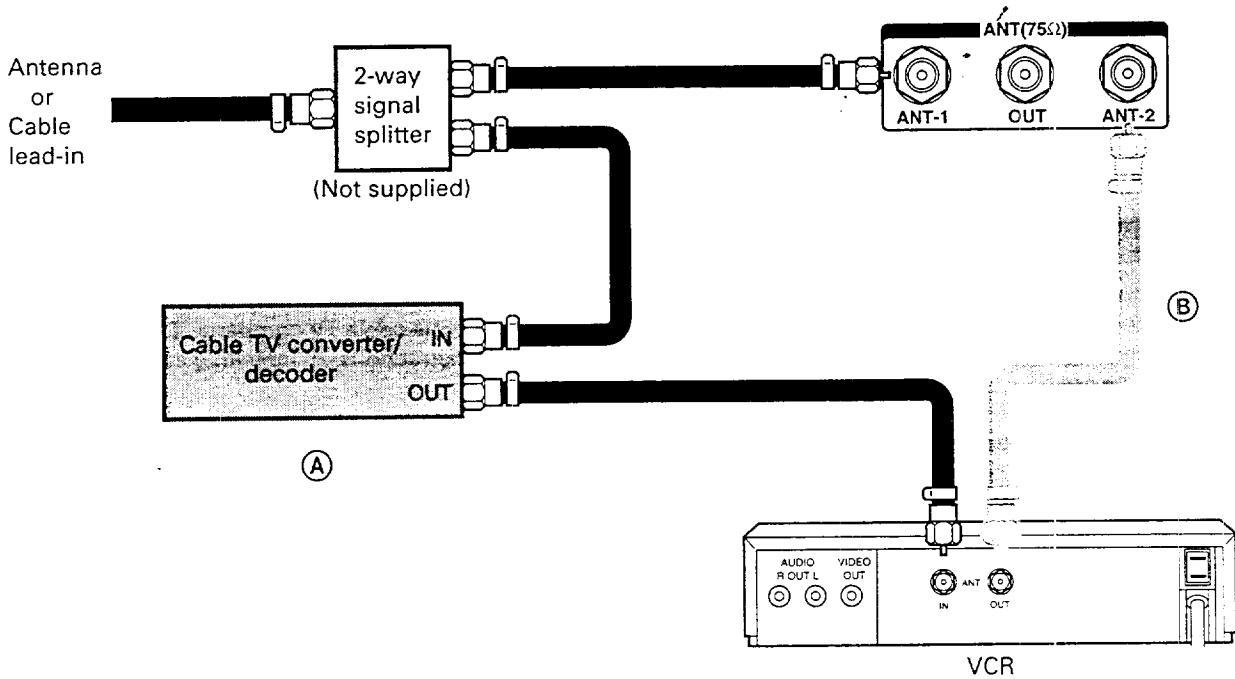 Antenna
or
Cable
lead-in
2-way
signal
splitter
(Not supplied)
ANT(75Ω)
ANT-1
OUT
ANT-2
Cable TV converter/
decoder
IN
OUT
Ⓐ
Ⓑ
AUDIO
R OUT L
VIDEO
OUT
ANT
IN
OUT
VCR